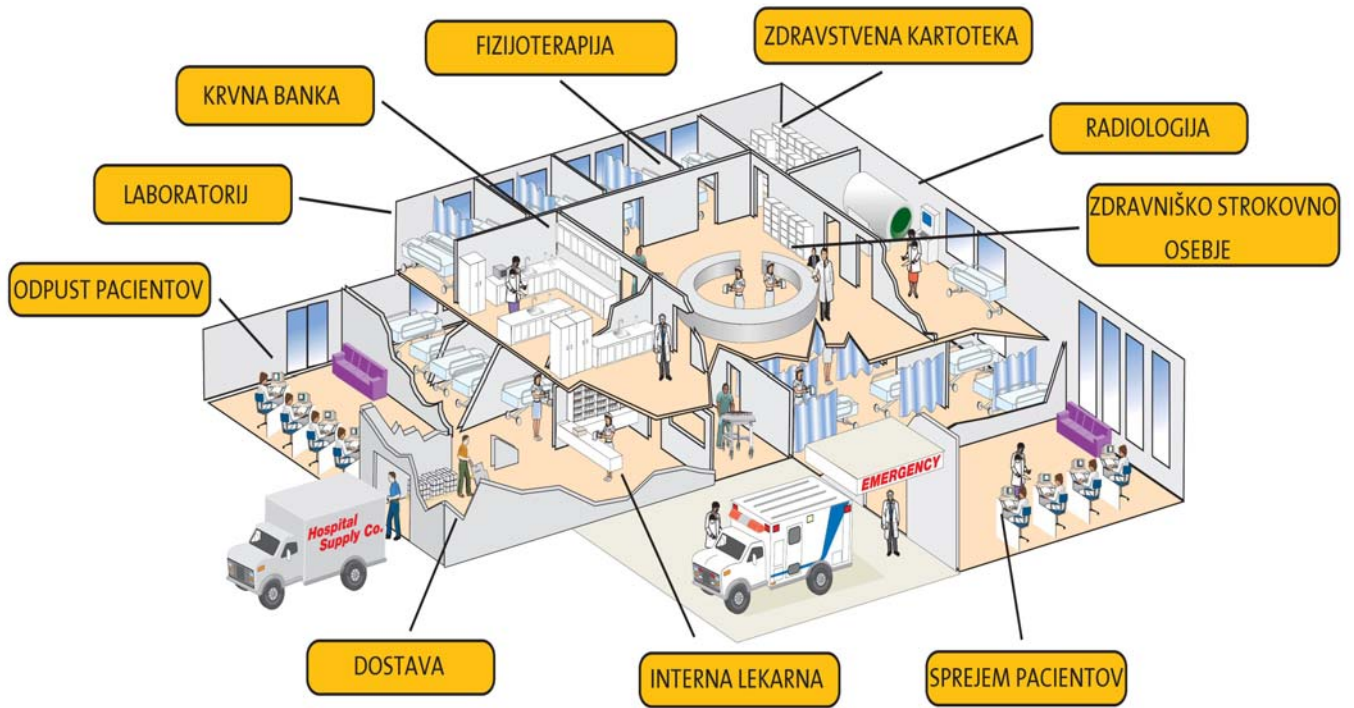 ZDRAVSTVENA KARTOTEKA
FIZIJOTERAPIJA
KRVNA BANKA
RADIOLOGIJA
LABORATORIJ
ZDRAVNIŠKO STROKOVNO
OSEBJE
ODPUST PACIENTOV
EMERGENCY
Hospital
Supply Co.
DOSTAVA
INTERNA LEKARNA
SPREJEM PACIENTOV